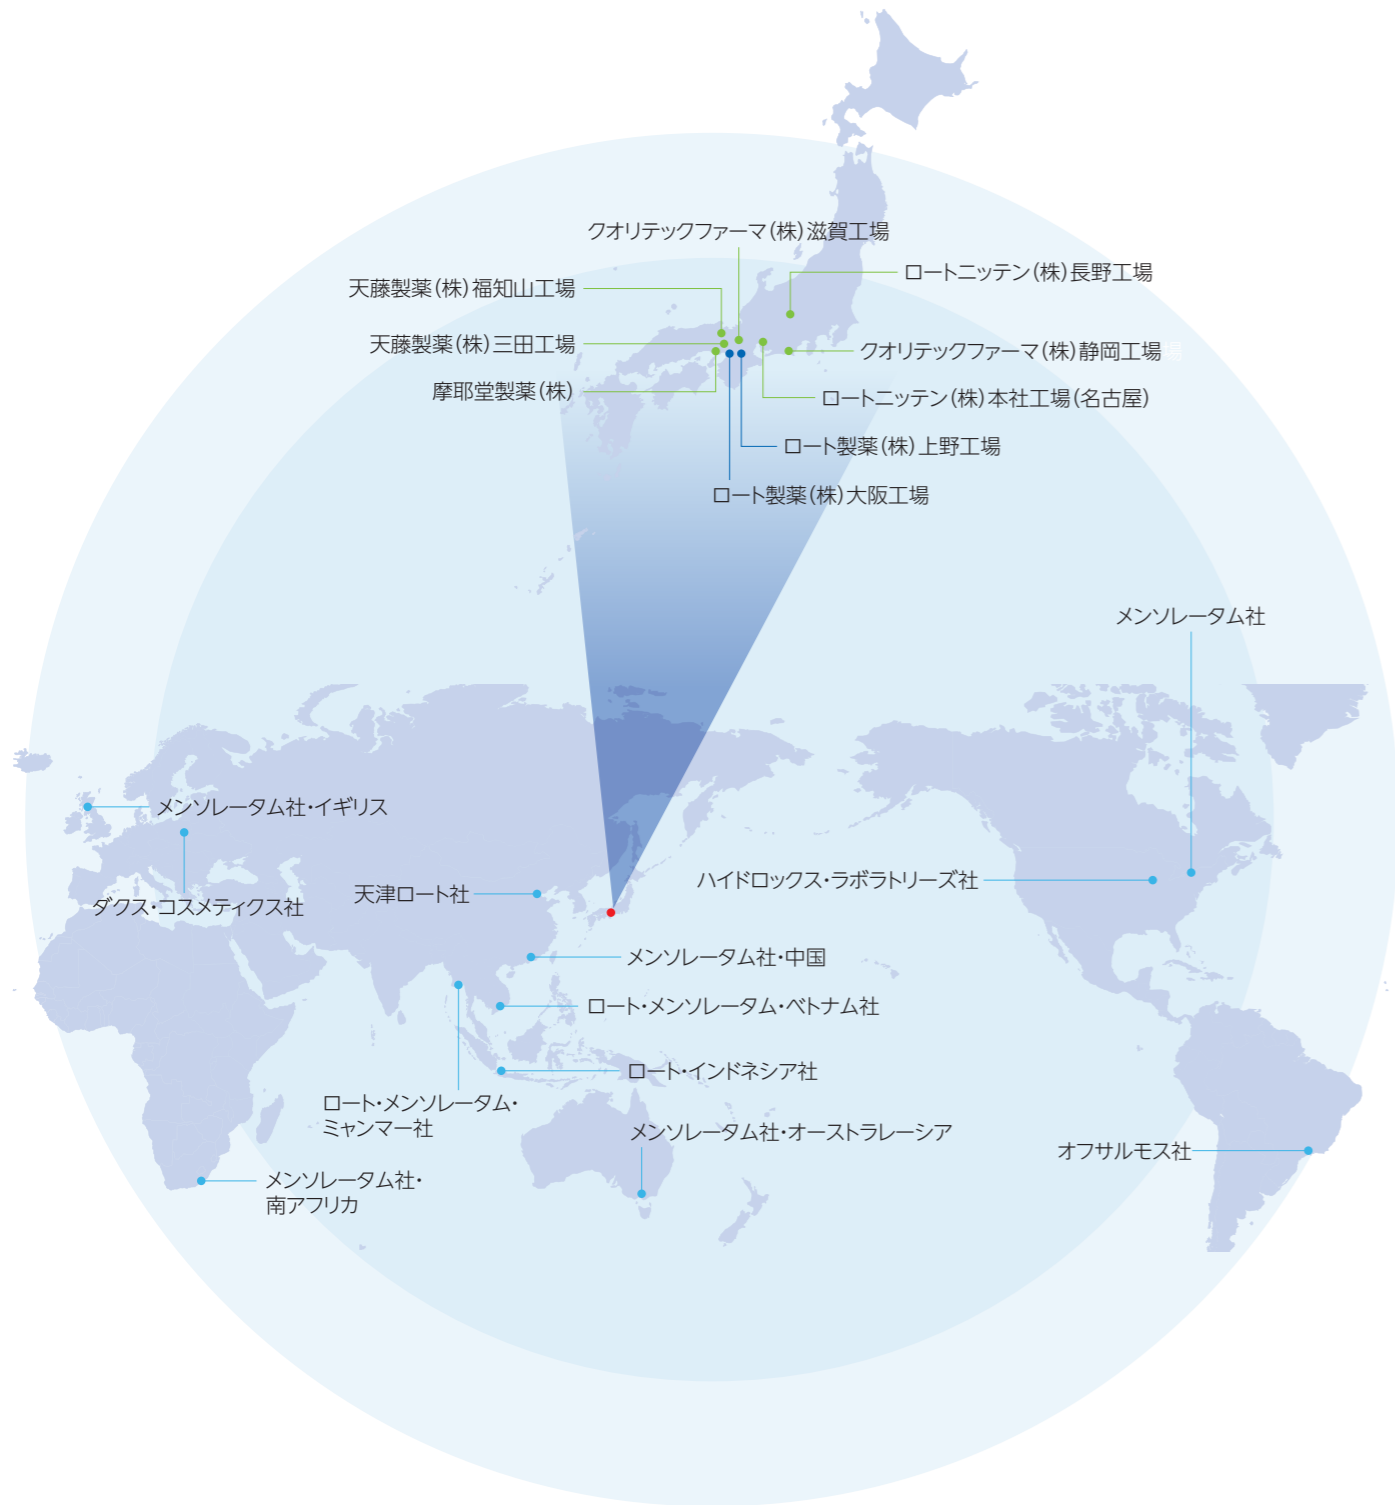 クオリテックファーマ(株)滋賀工場
ロートニッテン(株)長野工場
天藤製薬(株)福知山工場
天藤製薬(株)三田工場
クオリテックファーマ(株)静岡工場
摩耶堂製薬(株)
ロートニッテン(株)本社工場(名古屋)
ロート製薬(株)上野工場
ロート製薬(株)大阪工場
メンソレータム社
メンソレータム社・イギリス
ハイドロックス・ラボラトリーズ社
天津ロート社
ダクス・コスメティクス社
メンソレータム社・中国
ロート・メンソレータム・ベトナム社
ロート・インドネシア社
ロート・メンソレータム・
ミャンマー社
メンソレータム社・オーストラレーシア
オフサルモス社
メンソレータム社・
南アフリカ